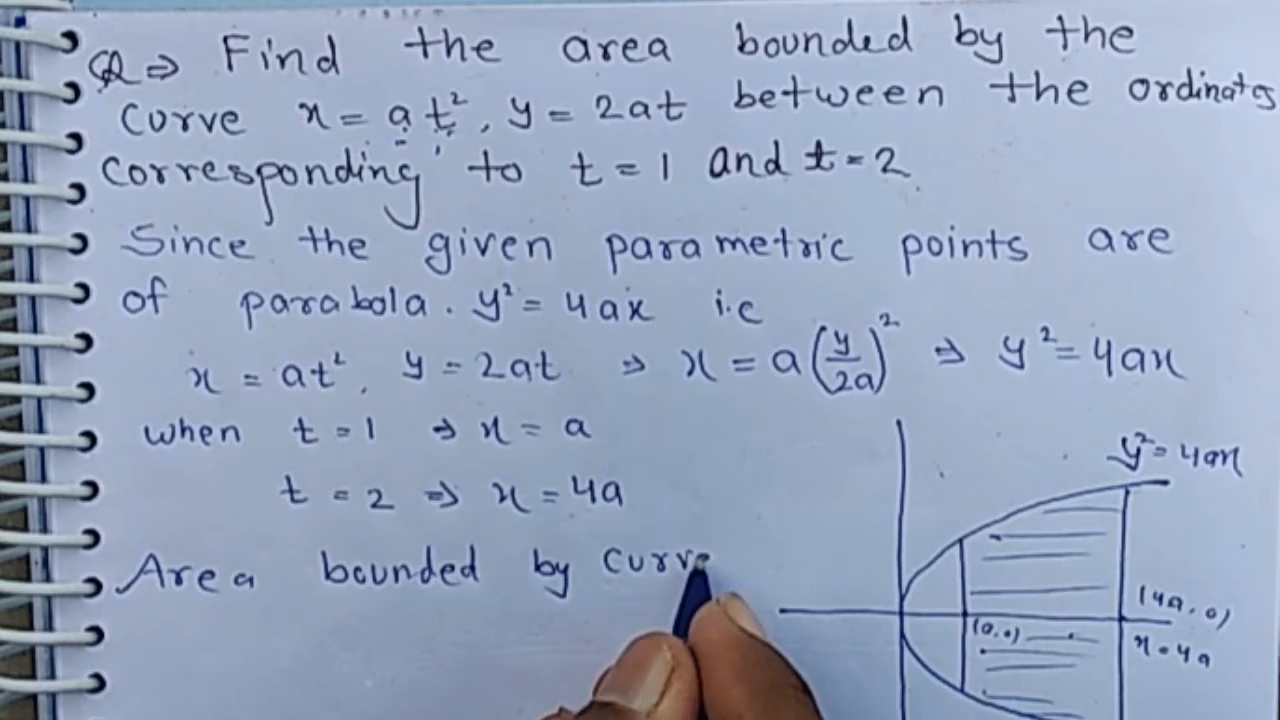 Q ⇒ Find the area bounded by the
curve x = at², y = 2at between the ordinates
corresponding to t = 1 and t = 2
Since the given parametric points are
of parabola. y² = 4ax i.e
x = at², y = 2at ⇒ x = a(y/2a)² ⇒ y² = 4ax
when t = 1 ⇒ x = a
t = 2 ⇒ x = 4a
Area bounded by curve
y² = 4ax
(4a, 0)
(a, 0)
x = 4a